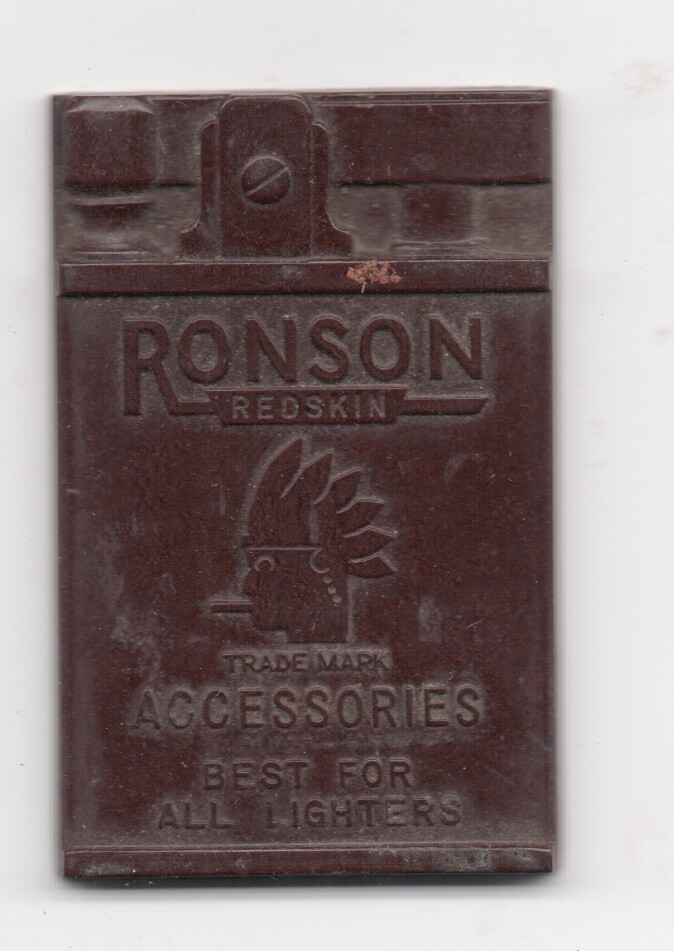 RONSON
REDSKIN
TRADE MARK
ACCESSORIES
BEST FOR
ALL LIGHTERS